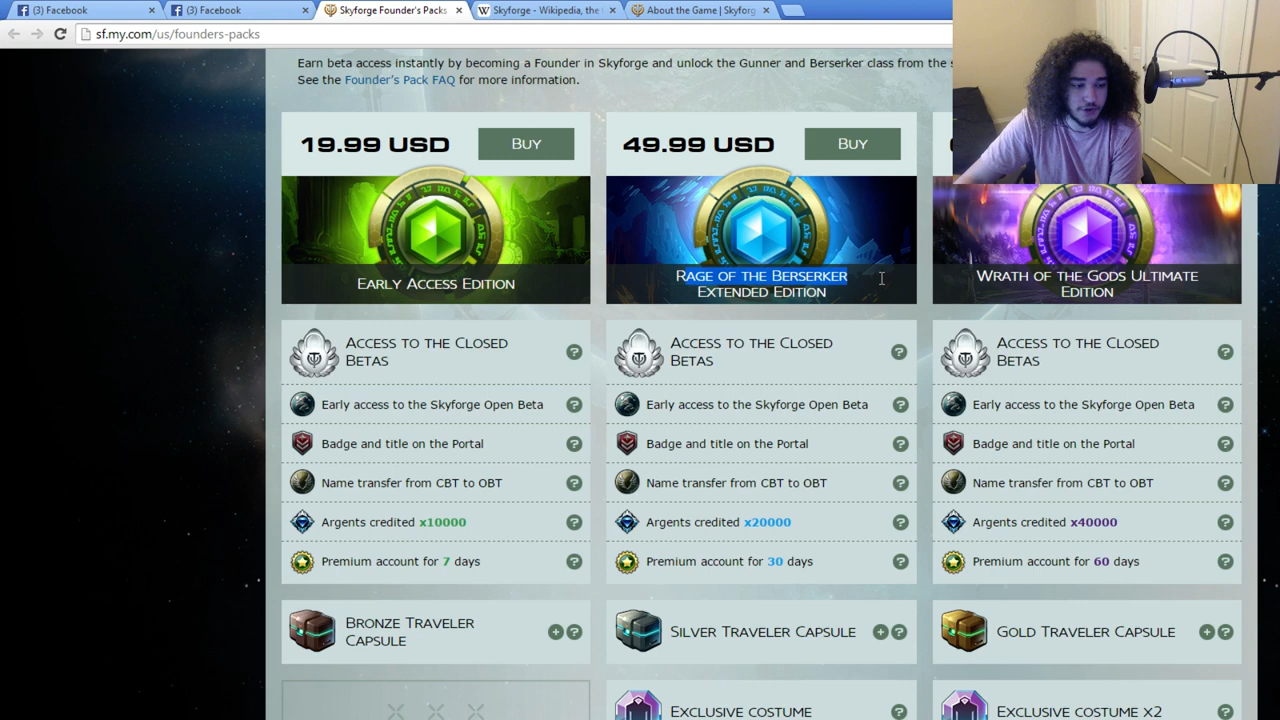 (3) Facebook
(3) Facebook
Skyforge Founder's Packs
Skyforge - Wikipedia, the
About the Game | Skyforg
sf.my.com/us/founders-packs
Earn beta access instantly by becoming a Founder in Skyforge and unlock the Gunner and Berserker class from the s
See the Founder's Pack FAQ for more information.
19.99 USD
Buy
49.99 USD
Buy
Early Access Edition
Rage of the Berserker
Extended Edition
Wrath of the Gods Ultimate
Edition
Access to the Closed
Betas
Early access to the Skyforge Open Beta
Badge and title on the Portal
Name transfer from CBT to OBT
Argents credited x10000
Premium account for 7 days
Access to the Closed
Betas
Early access to the Skyforge Open Beta
Badge and title on the Portal
Name transfer from CBT to OBT
Argents credited x20000
Premium account for 30 days
Access to the Closed
Betas
Early access to the Skyforge Open Beta
Badge and title on the Portal
Name transfer from CBT to OBT
Argents credited x40000
Premium account for 60 days
Bronze Traveler
Capsule
Silver Traveler Capsule
Gold Traveler Capsule
Exclusive costume
Exclusive costume x2